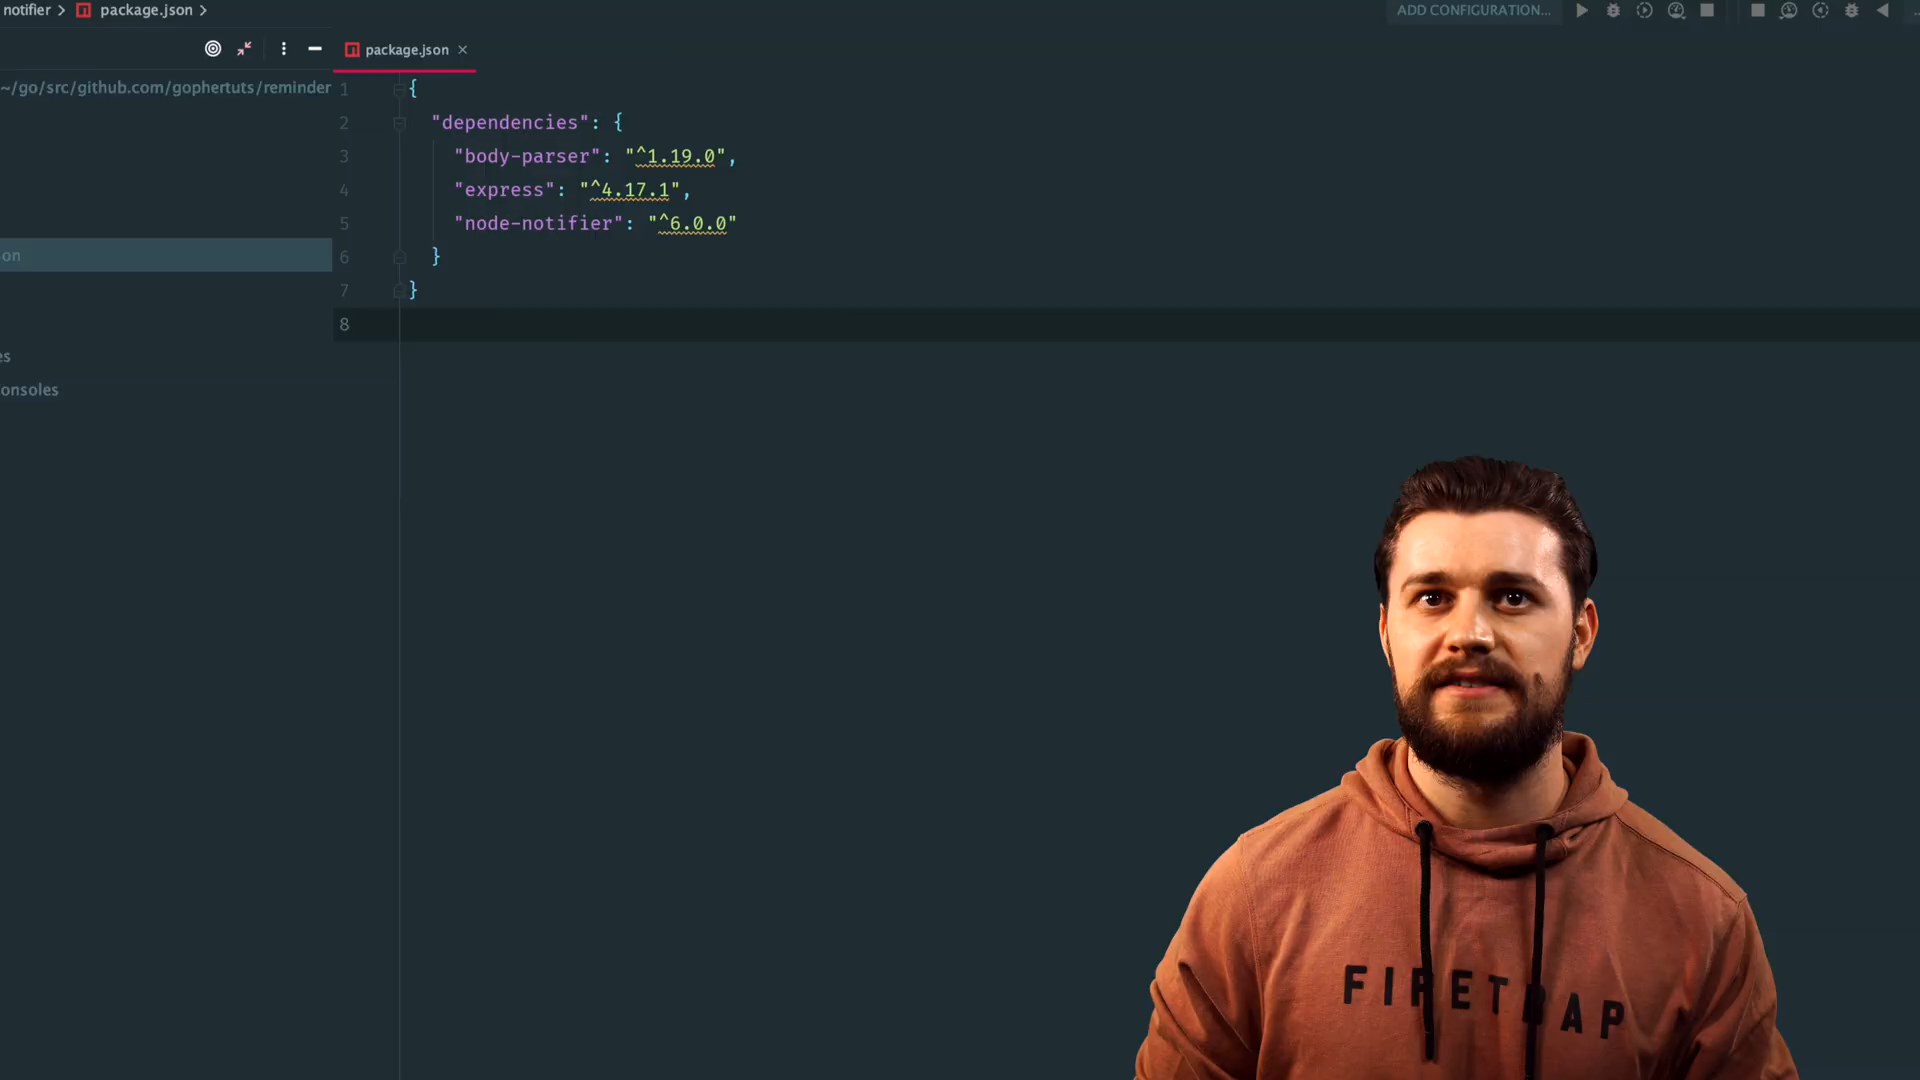 notifier > package.json >
ADD CONFIGURATION...
package.json ×
~/go/src/github.com/gophertuts/reminder
on
es
onsoles
1 {
2 "dependencies": {
3 "body-parser": "^1.19.0",
4 "express": "^4.17.1",
5 "node-notifier": "^6.0.0"
6 }
7 }
8
FIRETRAP